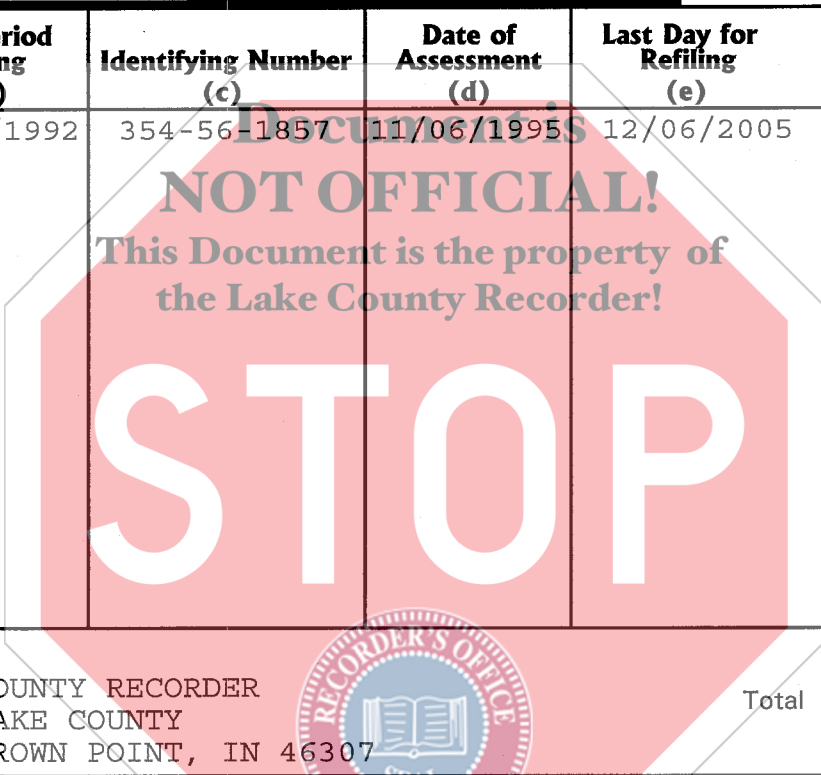 riod
ng Identifying Number Date of Assessment Last Day for Refiling
) (c) (d) (e)
/1992 354-56-1857 11/06/1995 12/06/2005
Document is
NOT OFFICIAL!
This Document is the property of
the Lake County Recorder!
STOP
RECORDER'S OFFICE
OUNTY RECORDER
AKE COUNTY
ROWN POINT, IN 46307
Total